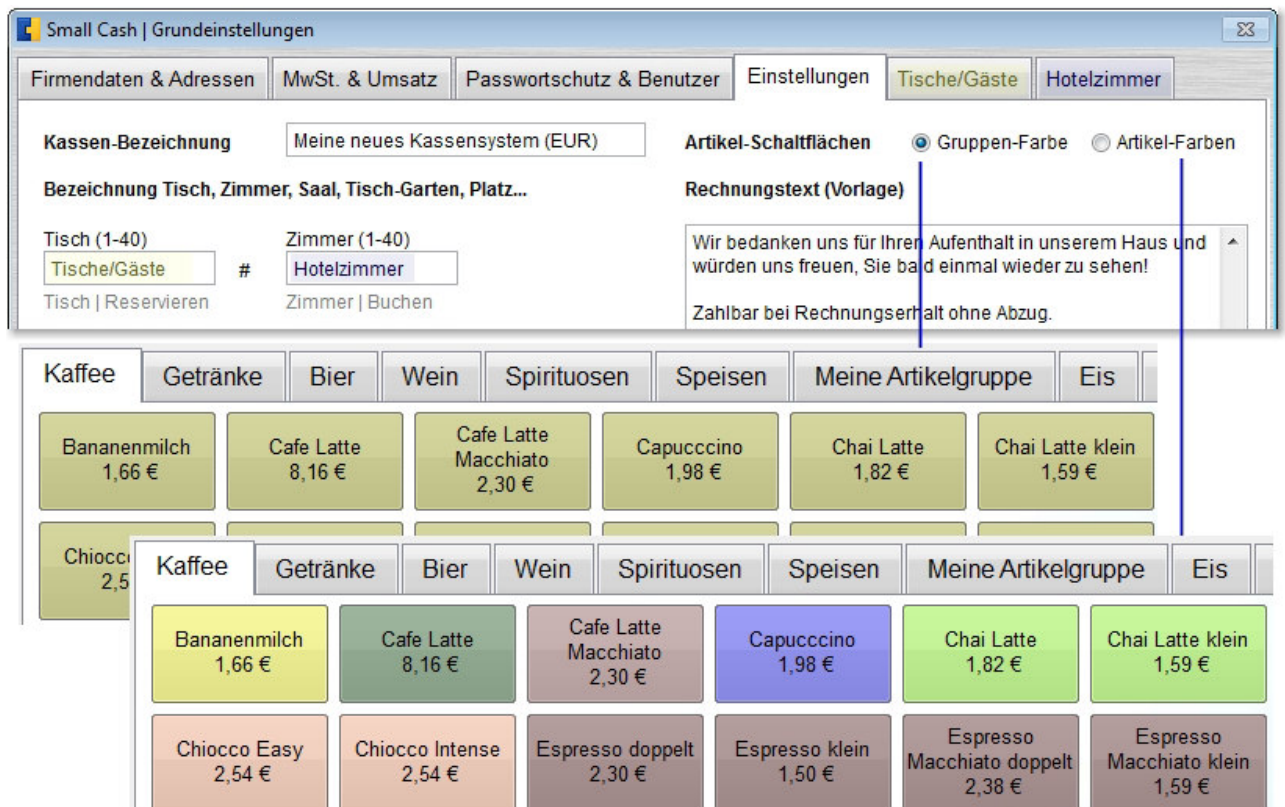 Small Cash | Grundeinstellungen
Firmendaten & Adressen MwSt. & Umsatz Passwortschutz & Benutzer Einstellungen Tische/Gäste Hotelzimmer
Kassen-Bezeichnung Meine neues Kassensystem (EUR) Artikel-Schaltflächen Gruppen-Farbe Artikel-Farben
Bezeichnung Tisch, Zimmer, Saal, Tisch-Garten, Platz... Rechnungstext (Vorlage)
Tisch (1-40) Zimmer (1-40)
Wir bedanken uns für Ihren Aufenthalt in unserem Haus und
Tische/Gäste # Hotelzimmer
würden uns freuen, Sie bald einmal wieder zu sehen!
Tisch | Reservieren Zimmer | Buchen
Zahlbar bei Rechnungserhalt ohne Abzug.
Kaffee Getränke Bier Wein Spirituosen Speisen Meine Artikelgruppe Eis
Bananenmilch
1,66 €
Cafe Latte
8,16 €
Cafe Latte
Macchiato
2,30 €
Capucccino
1,98 €
Chai Latte
1,82 €
Chai Latte klein
1,59 €
Chiocc
2,5
Kaffee Getränke Bier Wein Spirituosen Speisen Meine Artikelgruppe Eis
Bananenmilch
1,66 €
Cafe Latte
8,16 €
Cafe Latte
Macchiato
2,30 €
Capucccino
1,98 €
Chai Latte
1,82 €
Chai Latte klein
1,59 €
Chiocco Easy
2,54 €
Chiocco Intense
2,54 €
Espresso doppelt
2,30 €
Espresso klein
1,50 €
Espresso
Macchiato doppelt
2,38 €
Espresso
Macchiato klein
1,59 €